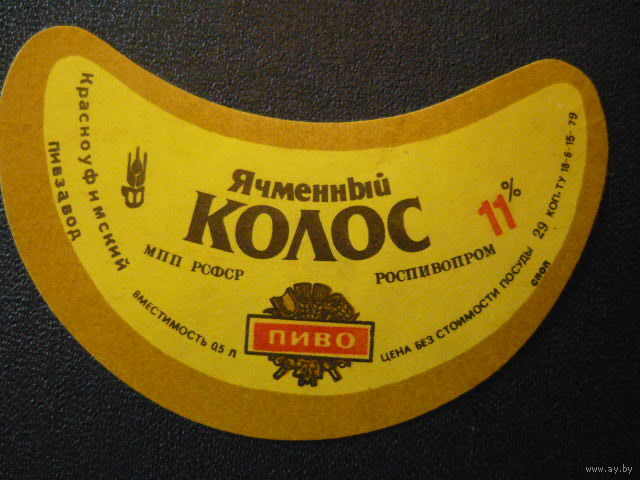 Красноуфимский
пивзавод
Ячменный
КОЛОС
11%
МПП РСФСР
РОСПИВОПРОМ
ПИВО
ВМЕСТИМОСТЬ 0,5 Л
ЦЕНА БЕЗ СТОИМОСТИ ПОСУДЫ 29 КОП. ТУ 18-6-15-79
www.ay.by